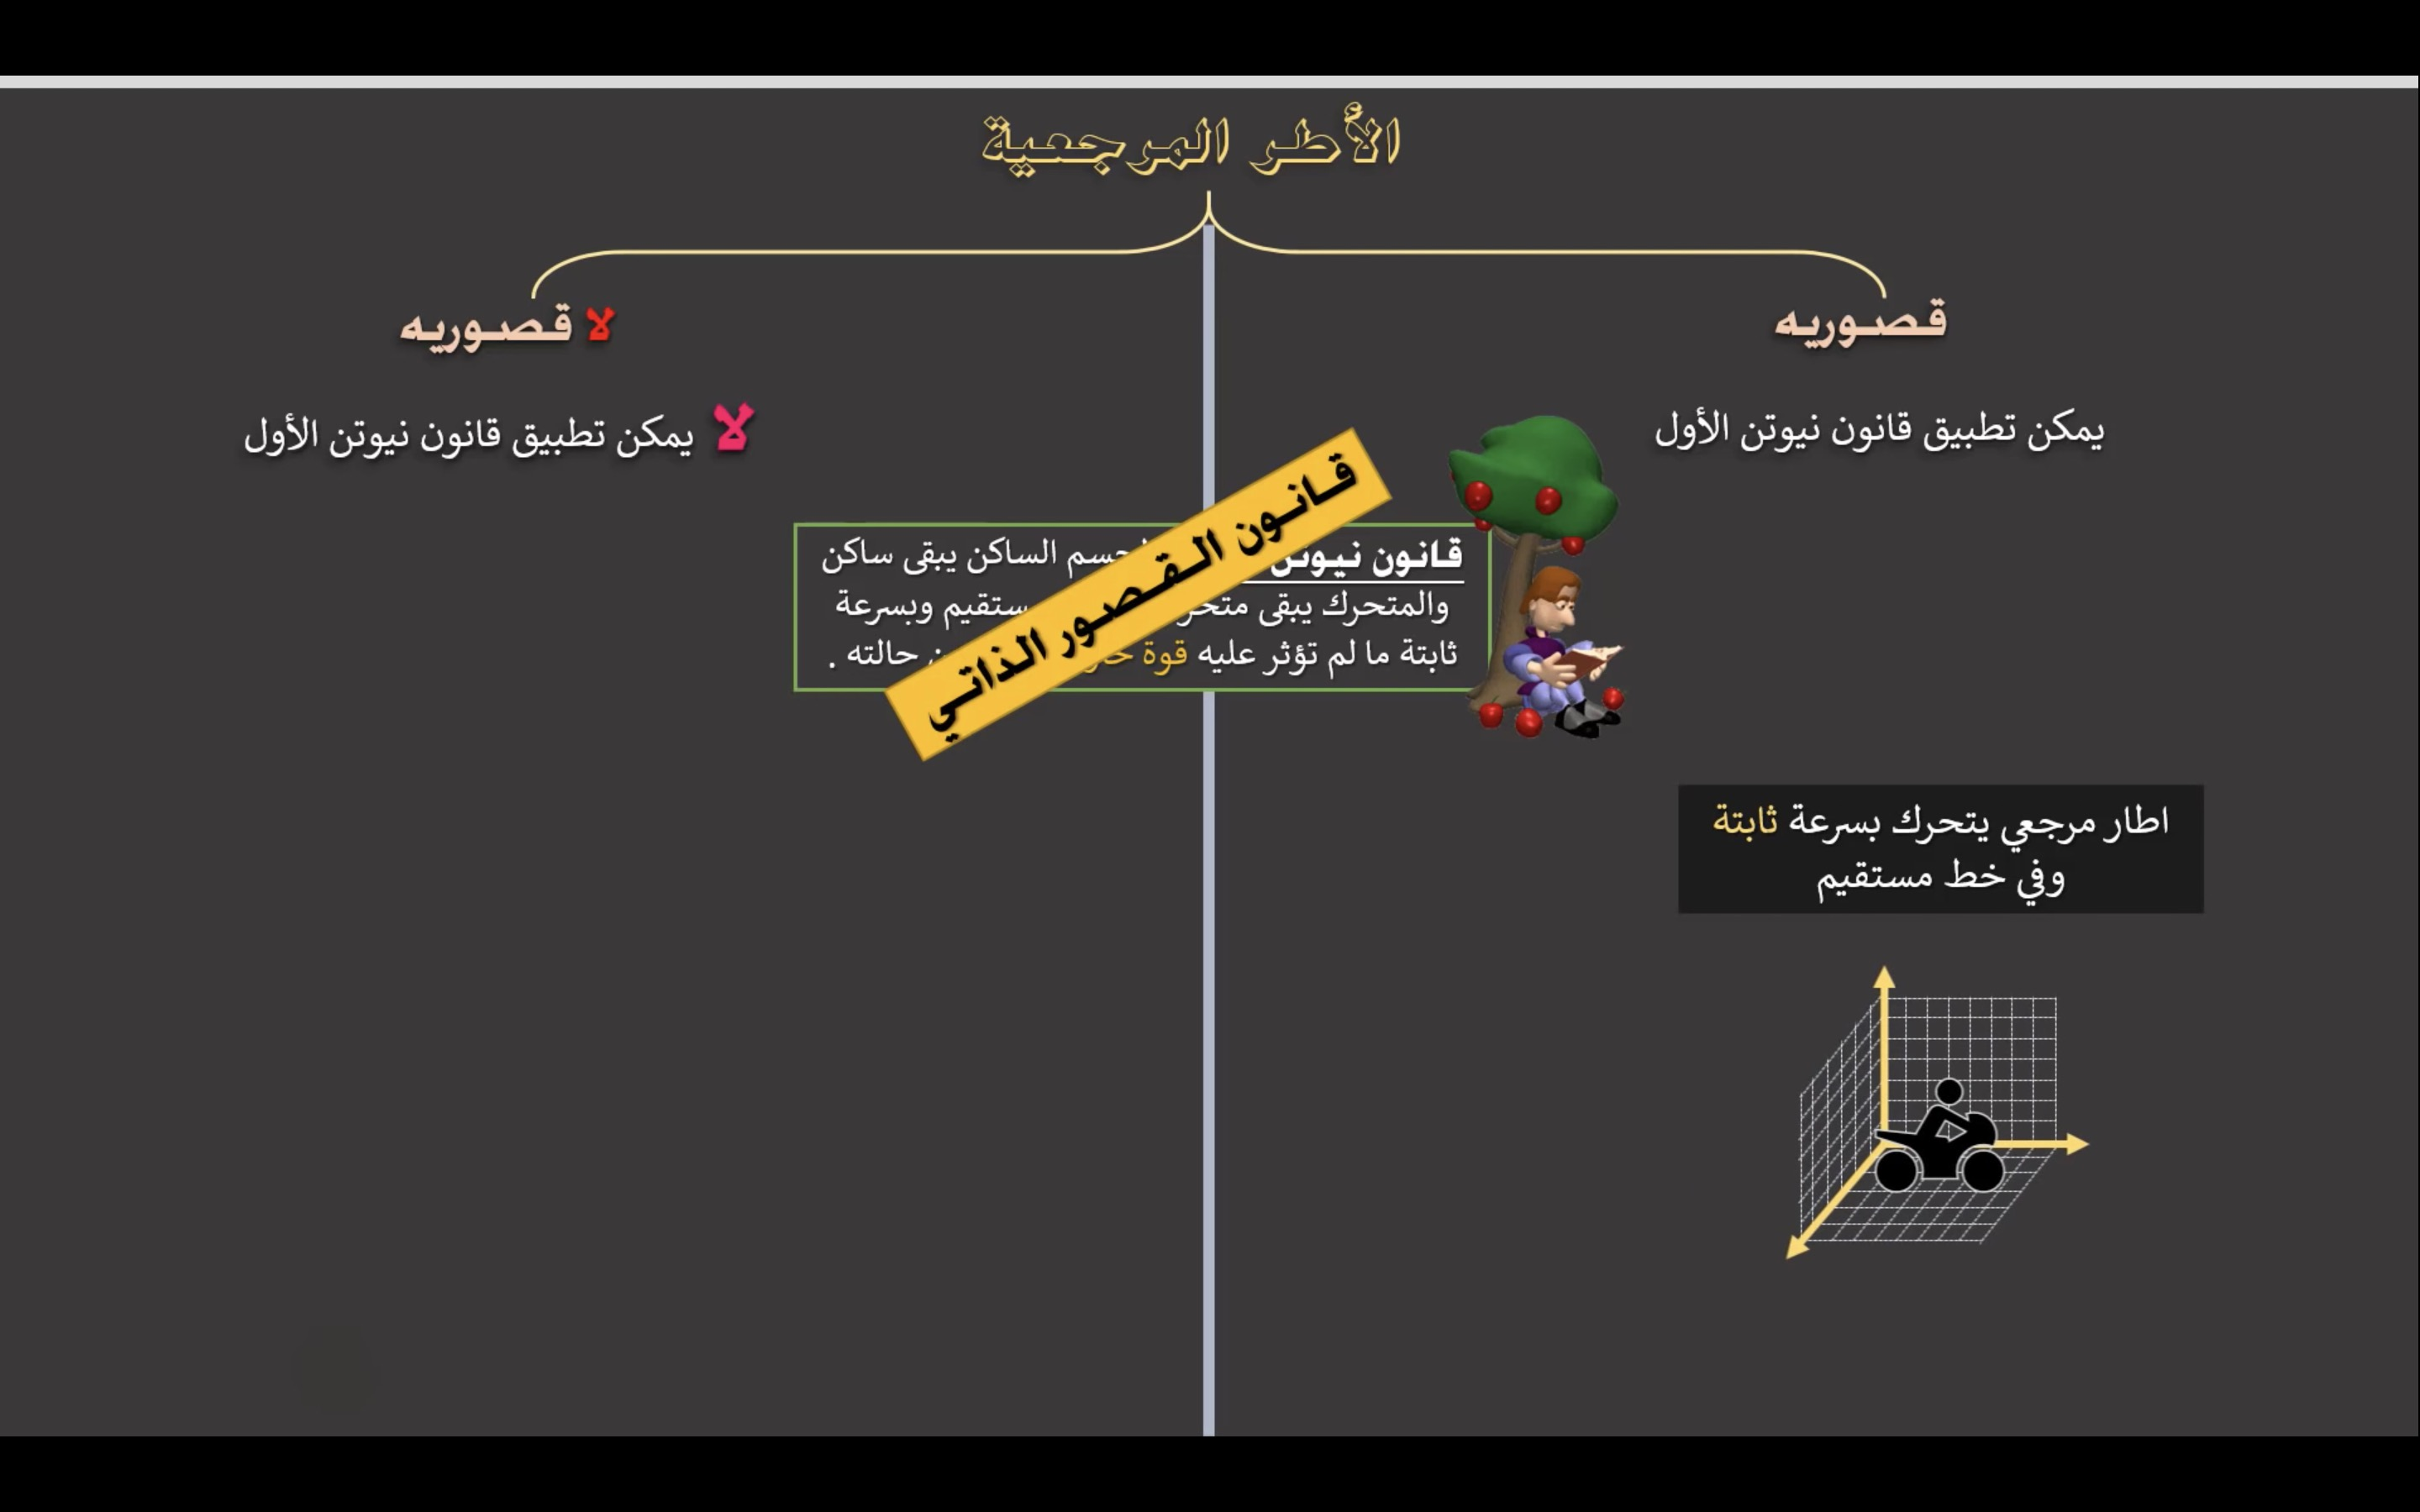 الأطر المرجعية
قصوريه
لا قصوريه
يمكن تطبيق قانون نيوتن الأول
لا يمكن تطبيق قانون نيوتن الأول
قانون القصور الذاتي
قانون نيوتن الساكن يبقى ساكن
والمتحرك يبقى وبسرعة
ثابتة ما لم تؤثر عليه قوة حالته .
اطار مرجعي يتحرك بسرعة ثابتة
وفي خط مستقيم